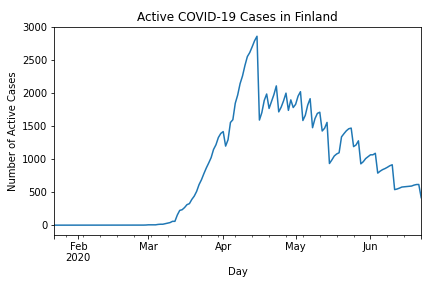 Active COVID-19 Cases in Finland
3000
2500
2000
1500
1000
500
0
Number of Active Cases
Feb
2020
Mar
Apr
May
Jun
Day